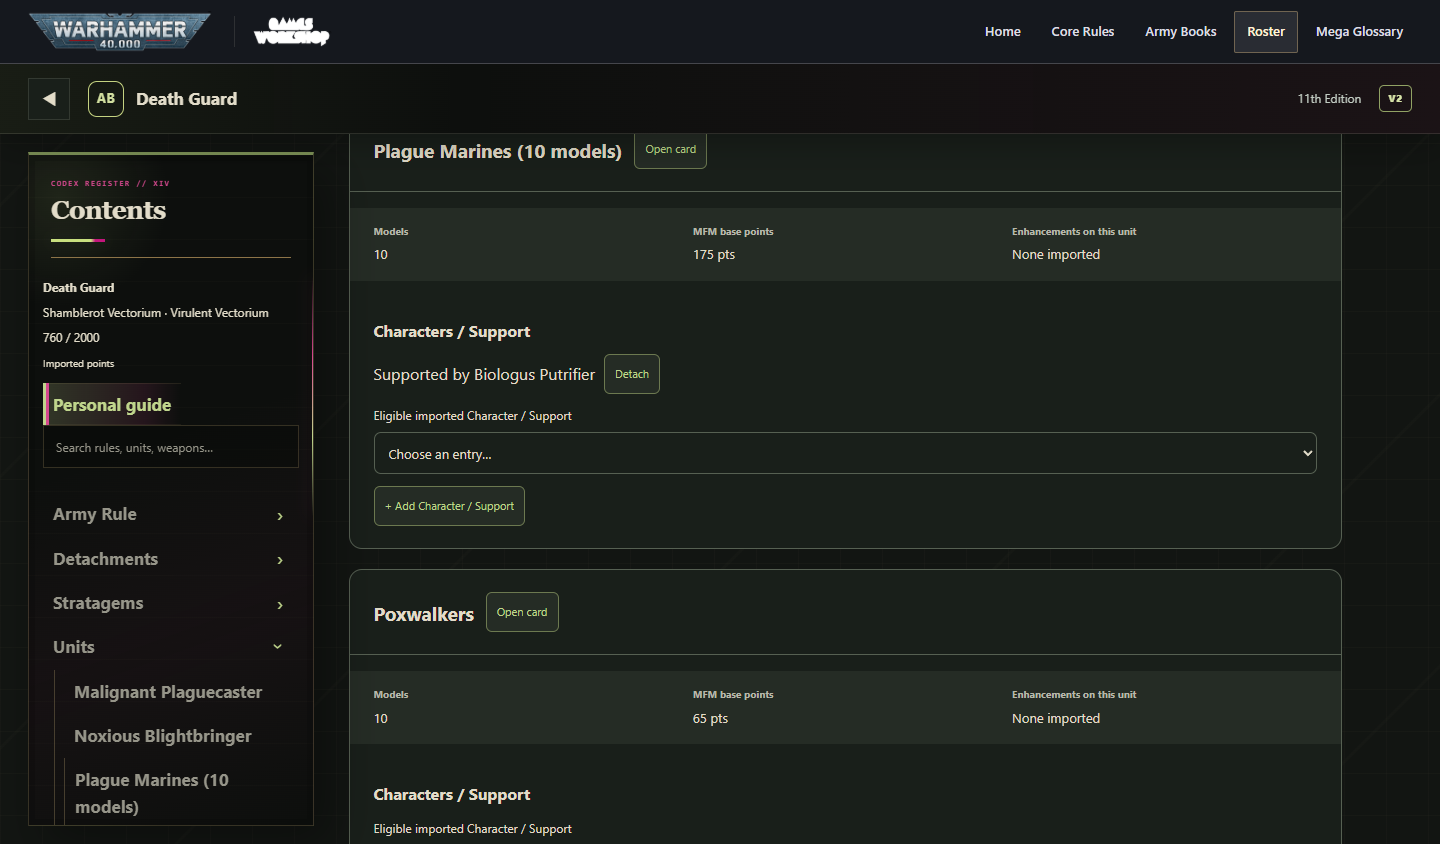 WARHAMMER
40,000
GAMES
WORKSHOP
Home
Core Rules
Army Books
Roster
Mega Glossary
◀
AB
Death Guard
11th Edition
V2
CODEX REGISTER // XIV
Contents
Death Guard
Shamblerot Vectorium · Virulent Vectorium
760 / 2000
Imported points
Personal guide
Search rules, units, weapons...
Army Rule
Detachments
Stratagems
Units
Malignant Plaguecaster
Noxious Blightbringer
Plague Marines (10
models)
Plague Marines (10 models)
Open card
Models
MFM base points
Enhancements on this unit
10
175 pts
None imported
Characters / Support
Supported by Biologus Putrifier
Detach
Eligible imported Character / Support
Choose an entry...
+ Add Character / Support
Poxwalkers
Open card
Models
MFM base points
Enhancements on this unit
10
65 pts
None imported
Characters / Support
Eligible imported Character / Support